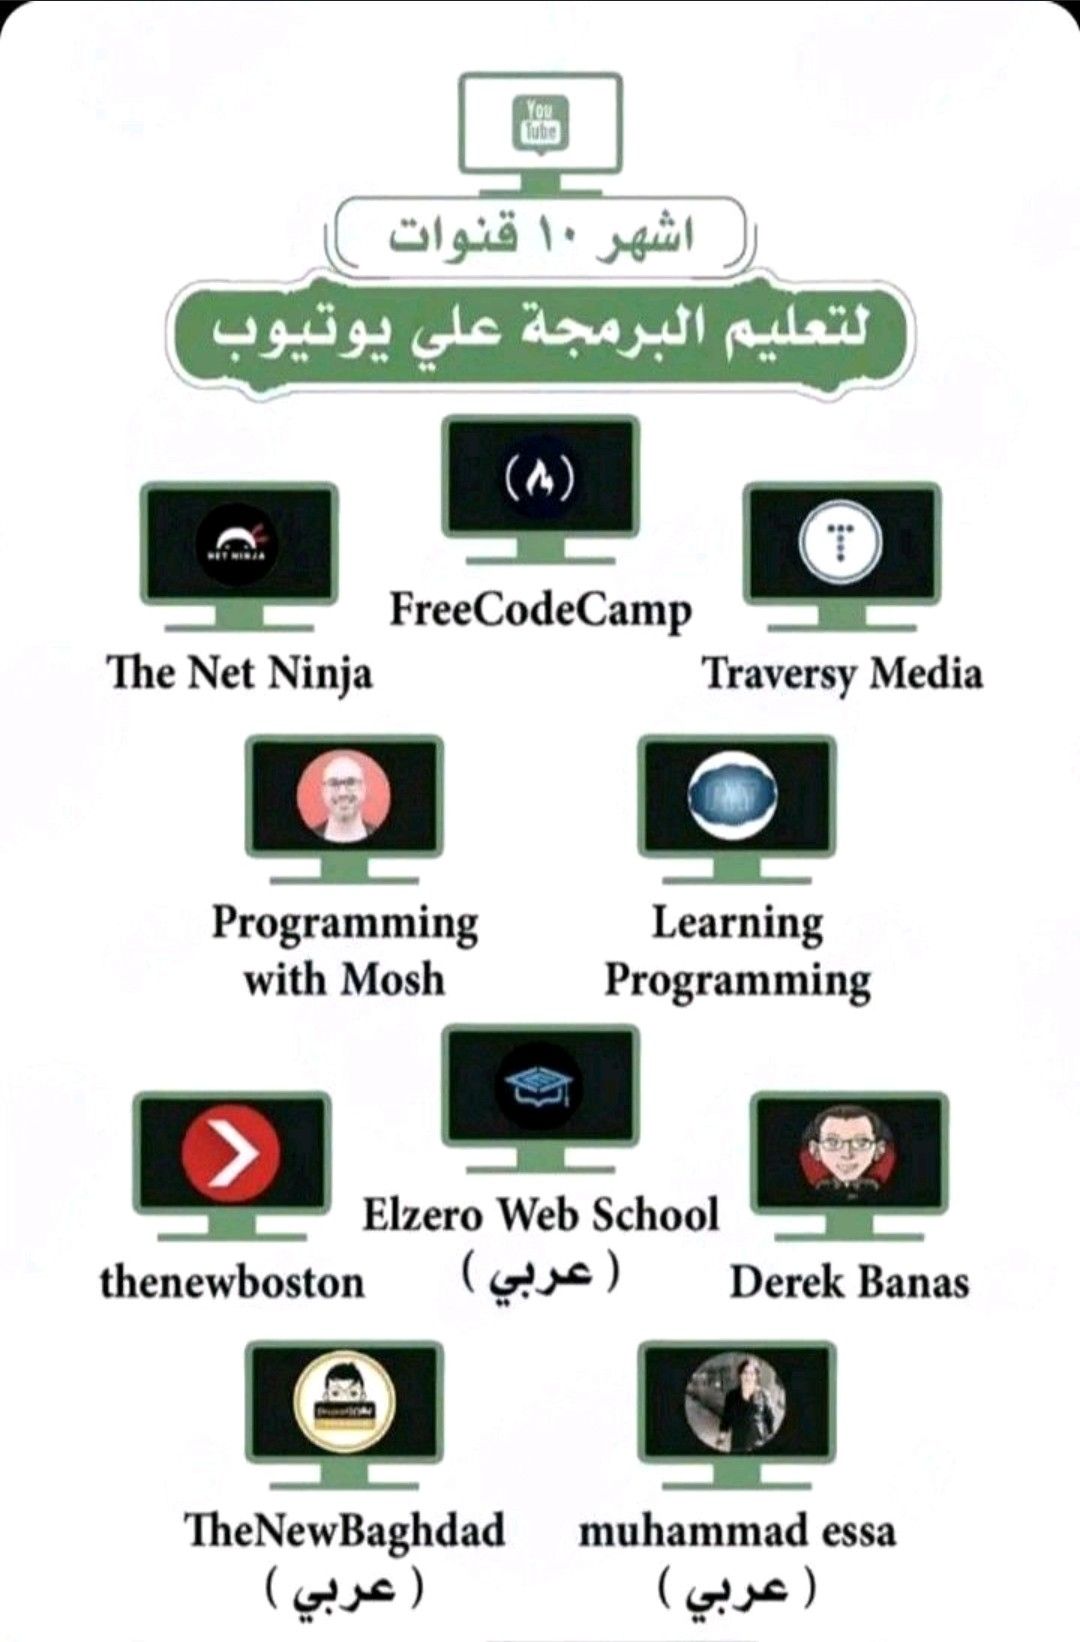 You
Tube
اشهر ١٠ قنوات
لتعليم البرمجة علي يوتيوب
FreeCodeCamp
NET NINJA
The Net Ninja
Traversy Media
Programming
with Mosh
Learning
Programming
Elzero Web School
( عربي )
thenewboston
Derek Banas
TheNewBaghdad
( عربي )
muhammad essa
( عربي )